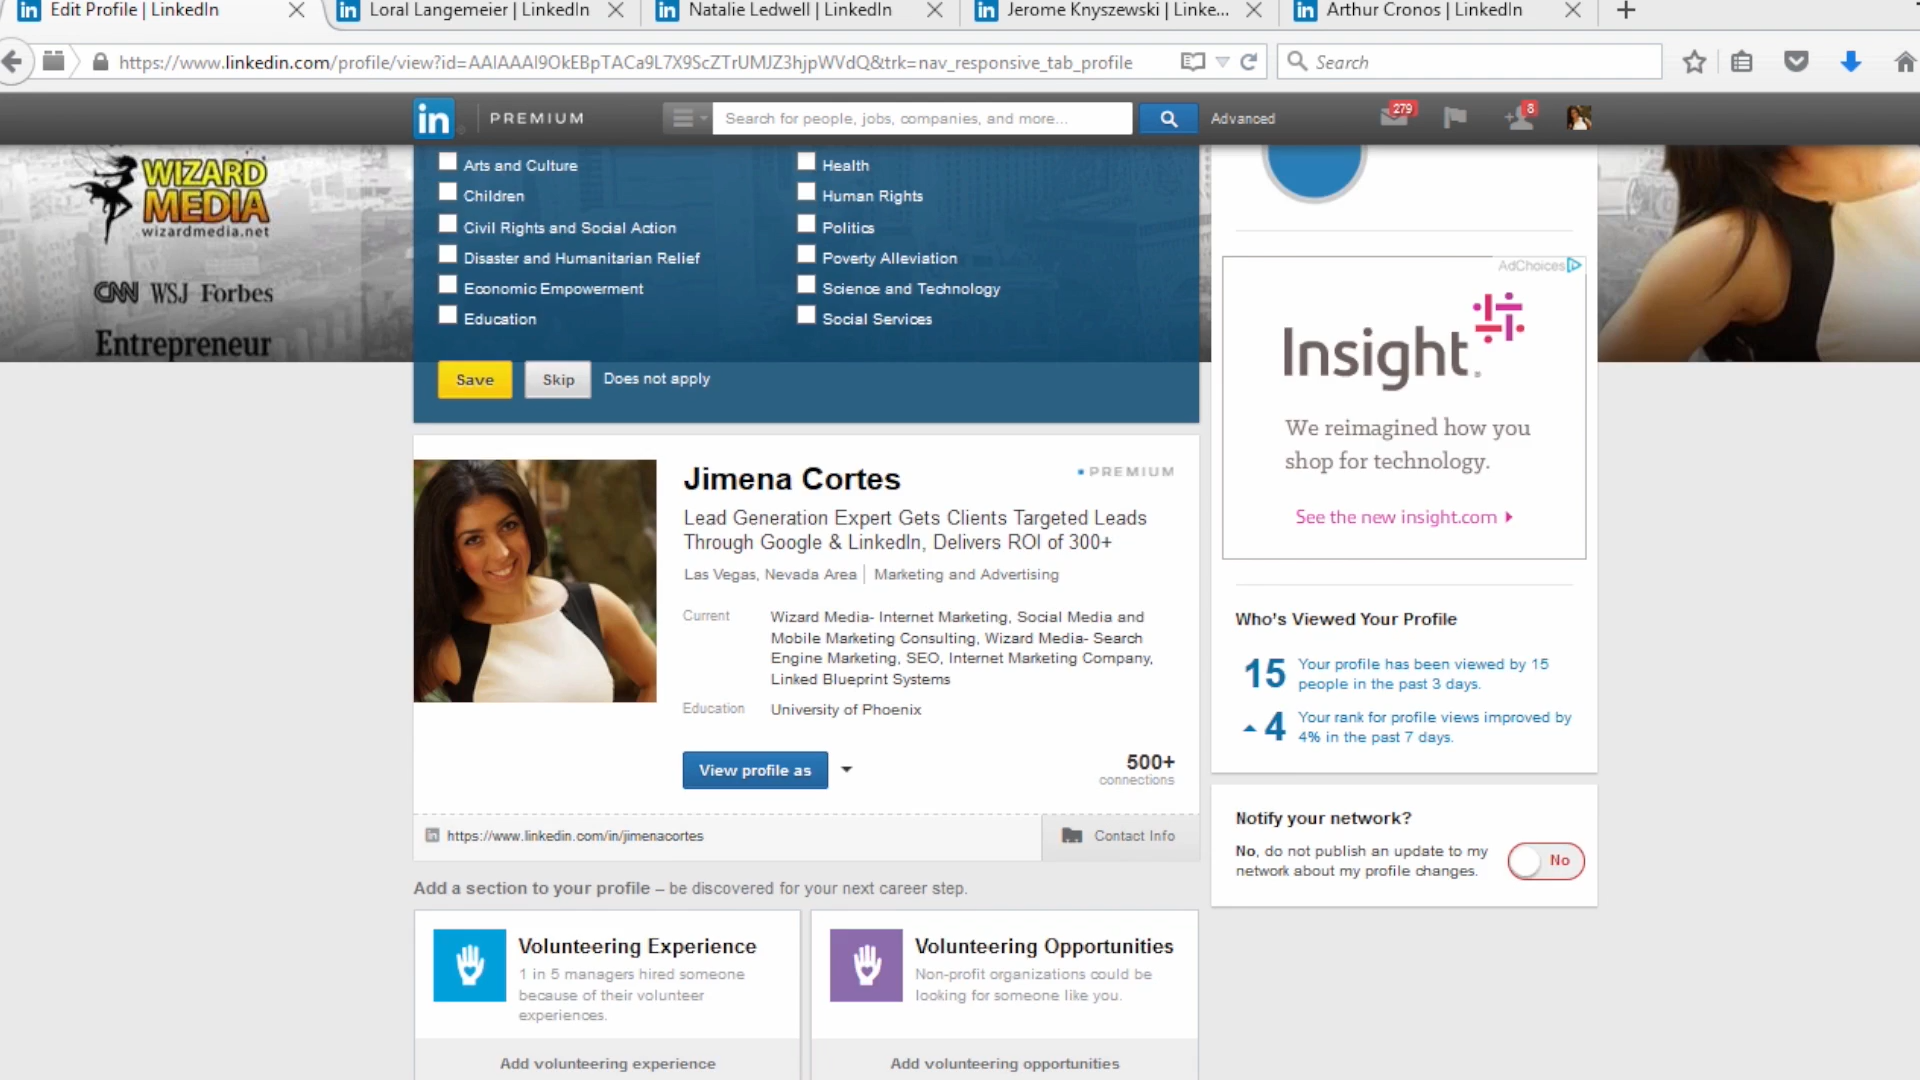 Edit Profile | LinkedIn
Loral Langemeier | LinkedIn
Natalie Ledwell | LinkedIn
Jerome Knyszewski | Linke...
Arthur Cronos | LinkedIn
https://www.linkedin.com/profile/view?id=AAIAAAI9OkEBpTACa9L7X9ScZTrUMJZ3hjpWVdQ&trk=nav_responsive_tab_profile
Search
in
PREMIUM
Search for people, jobs, companies, and more...
Advanced
279
8
WIZARD
MEDIA
wizardmedia.net
CNN WSJ Forbes
Entrepreneur
Arts and Culture
Children
Civil Rights and Social Action
Disaster and Humanitarian Relief
Economic Empowerment
Education
Health
Human Rights
Politics
Poverty Alleviation
Science and Technology
Social Services
Save
Skip
Does not apply
Jimena Cortes
PREMIUM
Lead Generation Expert Gets Clients Targeted Leads
Through Google & LinkedIn, Delivers ROI of 300+
Las Vegas, Nevada Area | Marketing and Advertising
Current
Wizard Media- Internet Marketing, Social Media and
Mobile Marketing Consulting, Wizard Media- Search
Engine Marketing, SEO, Internet Marketing Company,
Linked Blueprint Systems
Education
University of Phoenix
View profile as
500+
connections
https://www.linkedin.com/in/jimenacortes
Contact Info
Add a section to your profile – be discovered for your next career step.
Volunteering Experience
1 in 5 managers hired someone
because of their volunteer
experiences.
Add volunteering experience
Volunteering Opportunities
Non-profit organizations could be
looking for someone like you.
Add volunteering opportunities
AdChoices
Insight.
We reimagined how you
shop for technology.
See the new insight.com
Who's Viewed Your Profile
15
Your profile has been viewed by 15
people in the past 3 days.
4
Your rank for profile views improved by
4% in the past 7 days.
Notify your network?
No, do not publish an update to my
network about my profile changes.
No